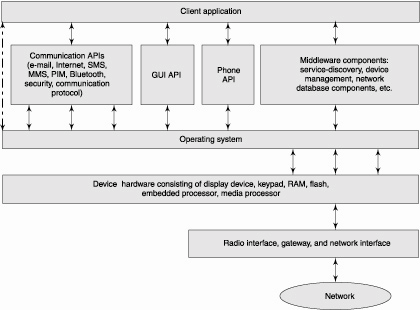 Client application
Communication APIs
(e-mail, Internet, SMS,
MMS, PIM, Bluetooth,
security, communication
protocol)
GUI API
Phone
API
Middleware components:
service-discovery, device
management, network
database components, etc.
Operating system
Device hardware consisting of display device, keypad, RAM, flash,
embedded processor, media processor
Radio interface, gateway, and network interface
Network